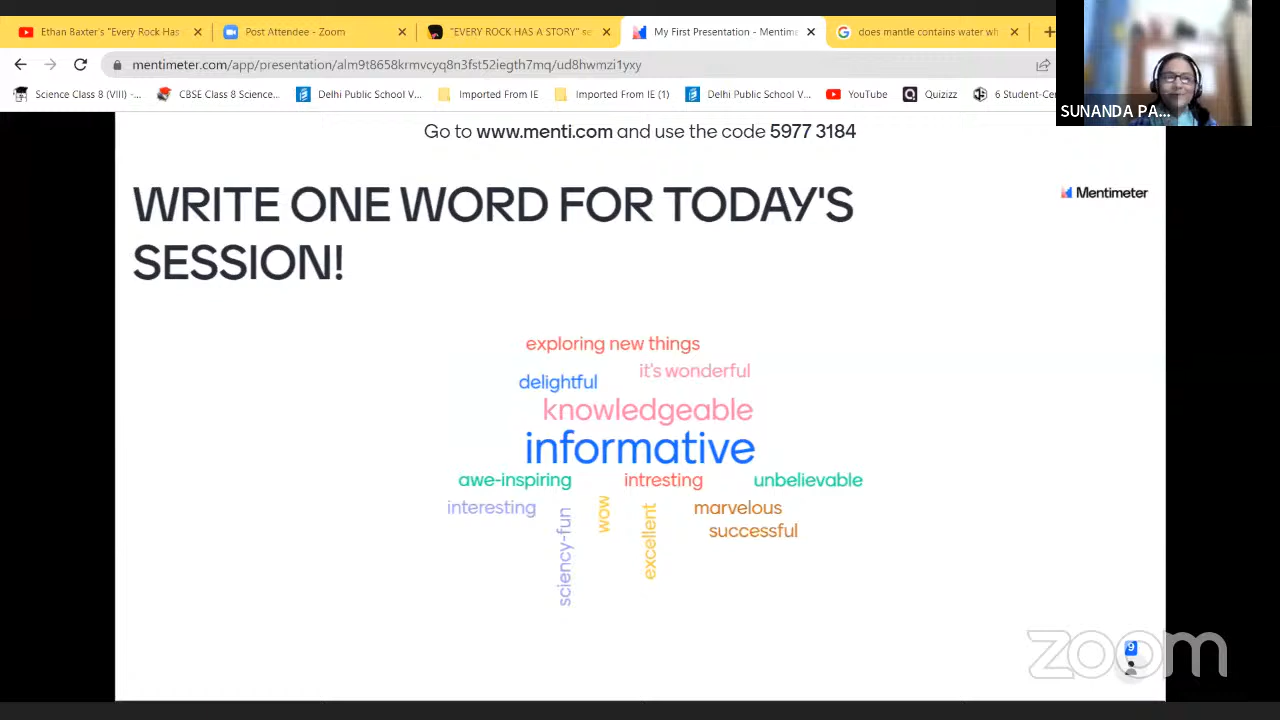 Ethan Baxter's "Every Rock Has
Post Attendee - Zoom
"EVERY ROCK HAS A STORY" se
My First Presentation - Mentime
does mantle contains water wh
mentimeter.com/app/presentation/alm9t8658krmvcyq8n3fst52iegth7mq/ud8hwmzi1yxy
Science Class 8 (VIII) -...
CBSE Class 8 Science...
Delhi Public School V...
Imported From IE
Imported From IE (1)
Delhi Public School V...
YouTube
Quizizz
6 Student-Cen
SUNANDA PA...
Go to www.menti.com and use the code 5977 3184
WRITE ONE WORD FOR TODAY'S
SESSION!
Mentimeter
exploring new things
it's wonderful
delightful
knowledgeable
informative
awe-inspiring
intresting
unbelievable
interesting
sciency-fun
wow
excellent
marvelous
successful
zoom
9